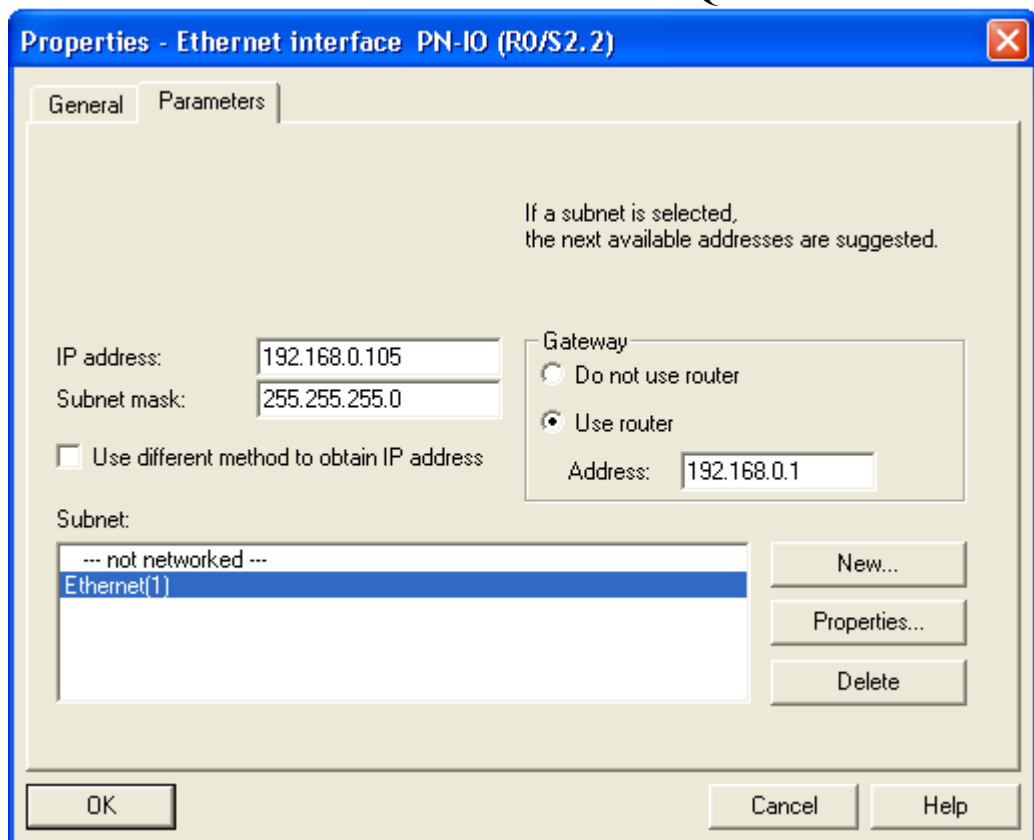 Properties - Ethernet interface PN-IO (R0/S2.2)
General Parameters
If a subnet is selected,
the next available addresses are suggested.
IP address: 192.168.0.105
Subnet mask: 255.255.255.0
Use different method to obtain IP address
Gateway
Do not use router
Use router
Address: 192.168.0.1
Subnet:
--- not networked ---
Ethernet(1)
New...
Properties...
Delete
OK Cancel Help